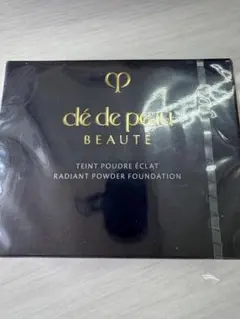 clé de peau
BEAUTÉ
TEINT POUDRE ÉCLAT
RADIANT POWDER FOUNDATION